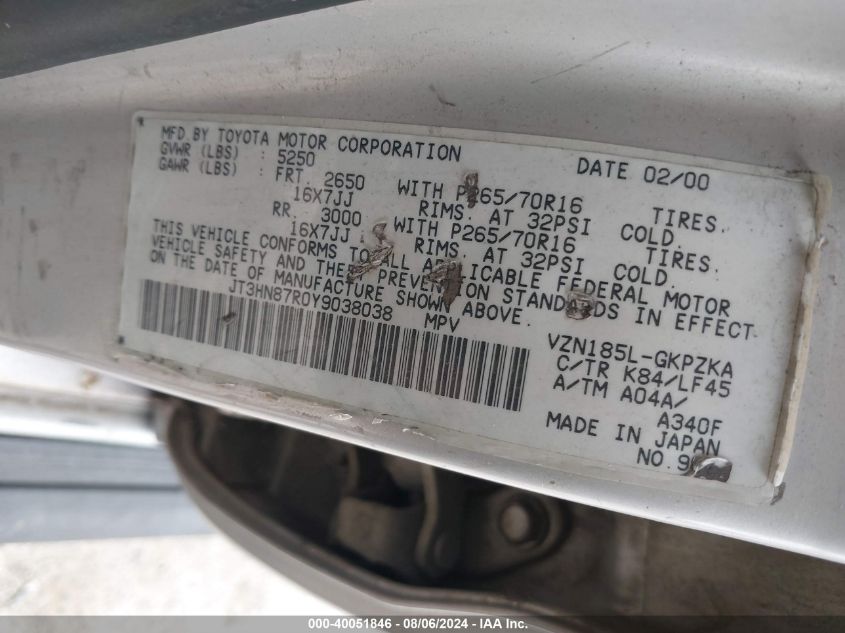 MFD.BY TOYOTA MOTOR CORPORATION DATE 02/00
GVWR (LBS) : 5250
GAWR (LBS) : FRT. 2650 WITH P265/70R16 TIRES.
16X7JJ RIMS. AT 32PSI COLD.
RR. 3000 WITH P265/70R16 TIRES.
16X7JJ RIMS. AT 32PSI COLD.
THIS VEHICLE CONFORMS TO ALL APPLICABLE FEDERAL MOTOR
VEHICLE SAFETY AND THEFT PREVENTION STANDARDS IN EFFECT
ON THE DATE OF MANUFACTURE SHOWN ABOVE.
JT3HN87R0Y9038038 MPV
VZN185L-GKPZKA
C/TR K84/LF45
A/TM A04A/
A340F
MADE IN JAPAN
NO.9
000-40051846 - 08/06/2024 - IAA Inc.